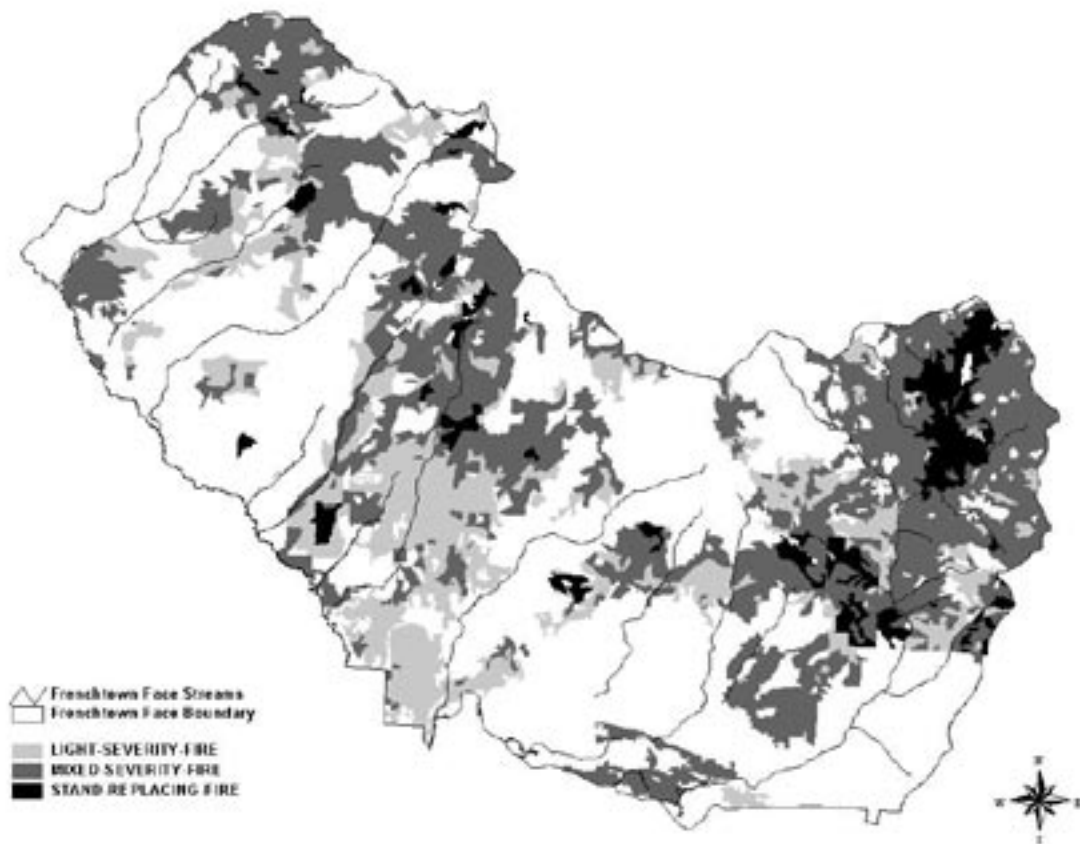 Frenchtown Face Streams
Frenchtown Face Boundary
LIGHT-SEVERITY-FIRE
MIXED-SEVERITY-FIRE
STAND-REPLACING-FIRE
N
W
E